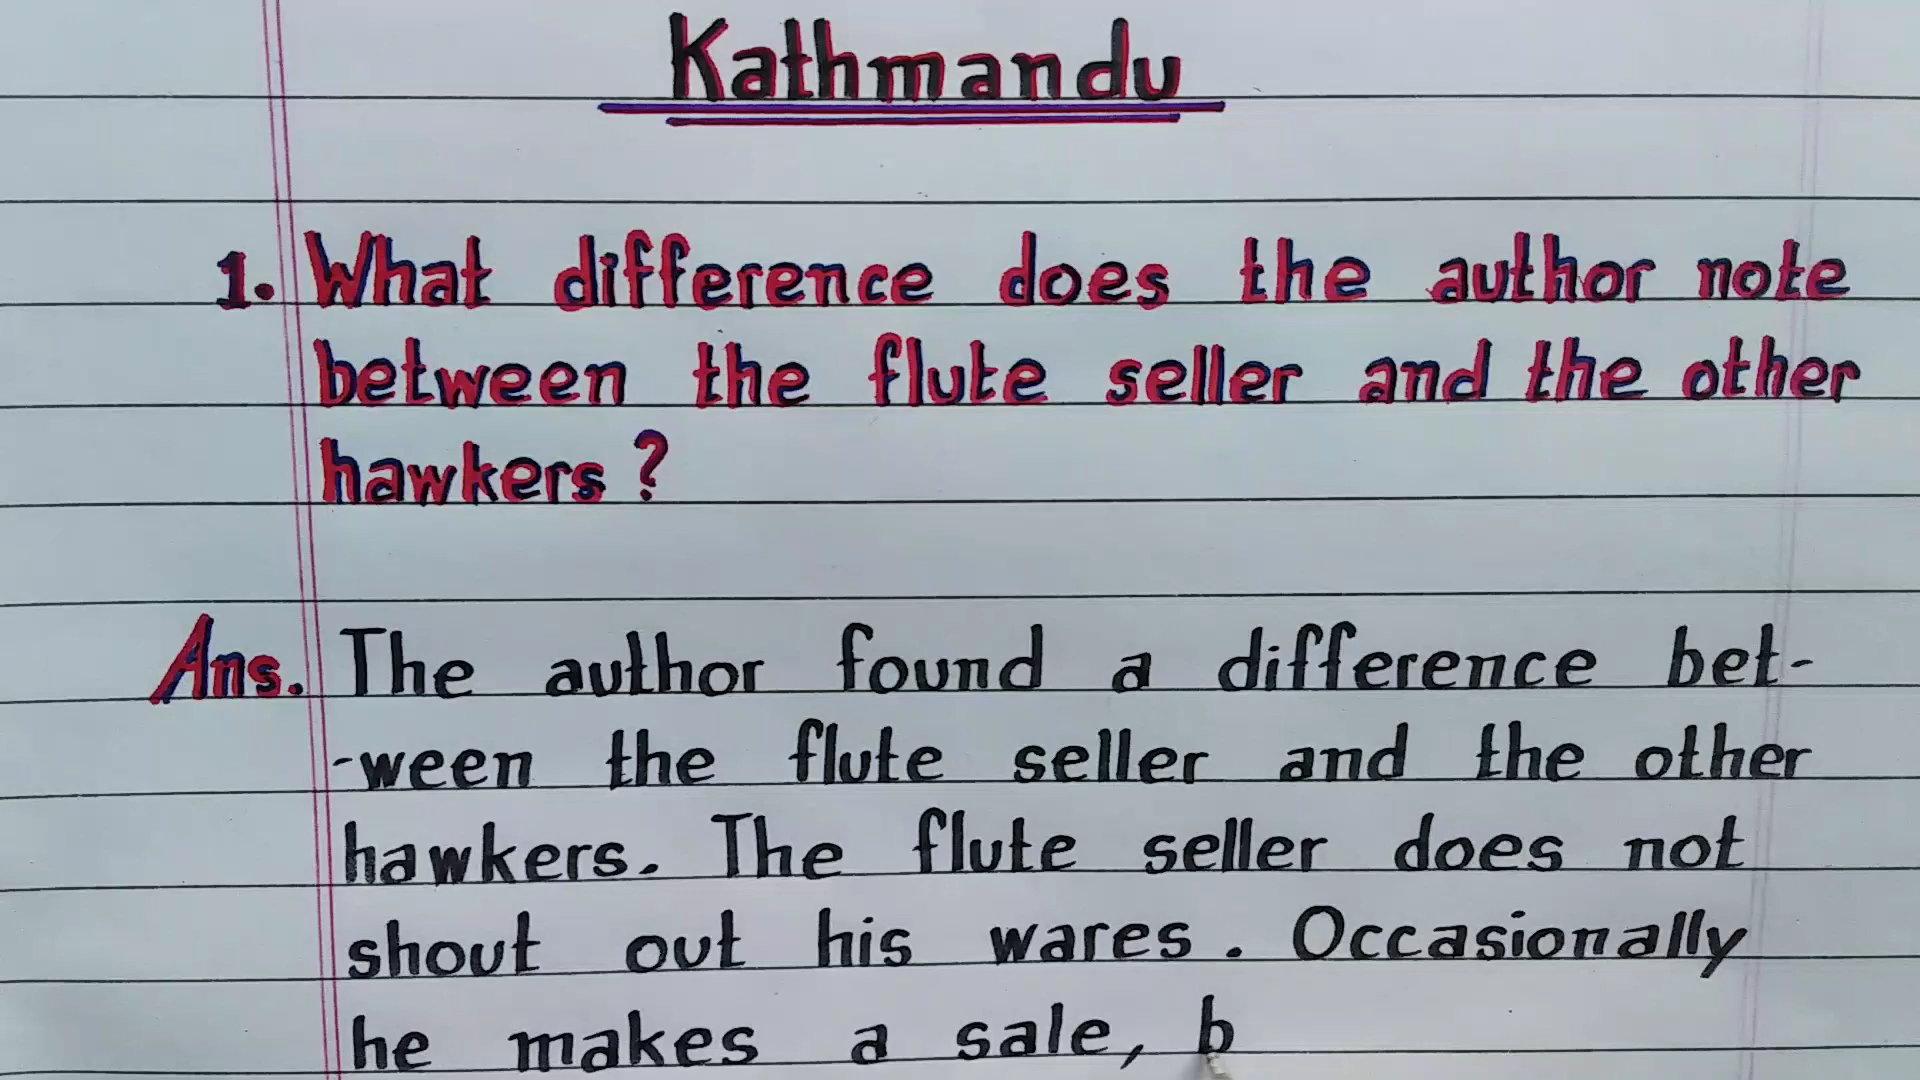 Kathmandu
1. What difference does the author note
between the flute seller and the other
hawkers ?
Ans. The author found a difference bet-
-ween the flute seller and the other
hawkers. The flute seller does not
shout out his wares. Occasionally
he makes a sale, b